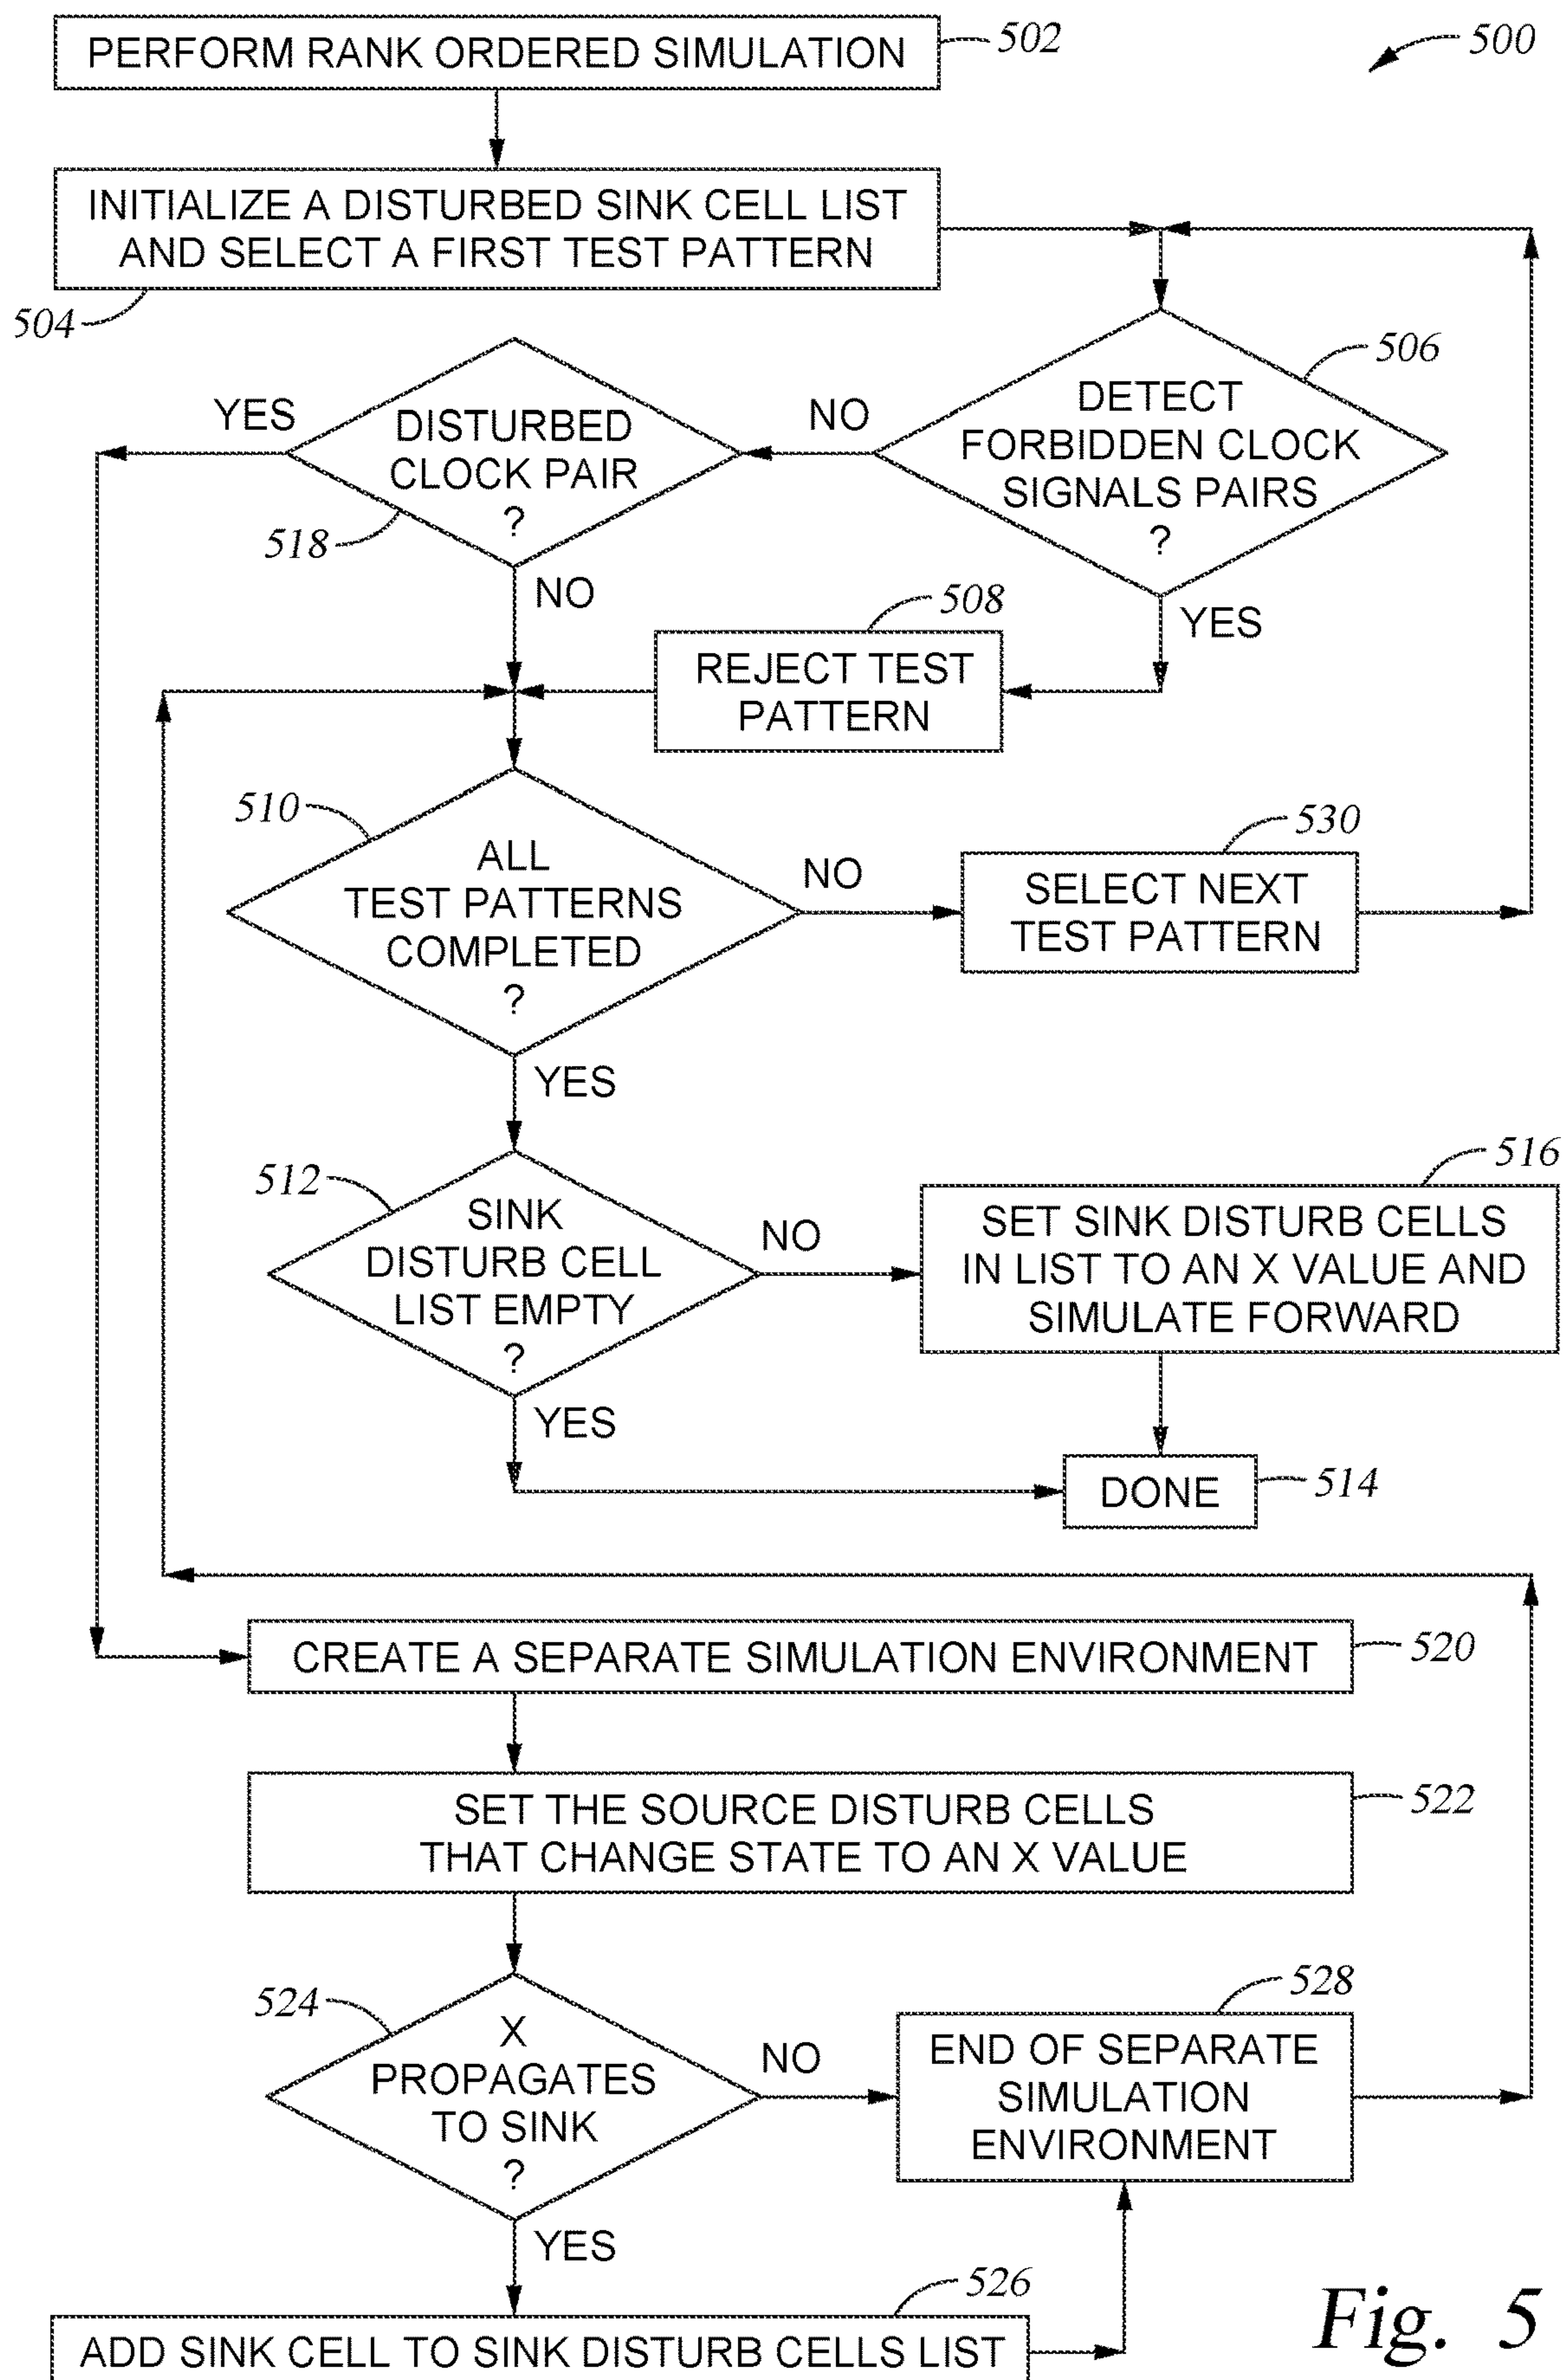 PERFORM RANK ORDERED SIMULATION
502
500
INITIALIZE A DISTURBED SINK CELL LIST
AND SELECT A FIRST TEST PATTERN
504
506
DETECT
FORBIDDEN CLOCK
SIGNALS PAIRS
?
NO
YES
DISTURBED
CLOCK PAIR
?
518
YES
NO
508
REJECT TEST
PATTERN
510
ALL
TEST PATTERNS
COMPLETED
?
NO
530
SELECT NEXT
TEST PATTERN
YES
512
SINK
DISTURB CELL
LIST EMPTY
?
NO
516
SET SINK DISTURB CELLS
IN LIST TO AN X VALUE AND
SIMULATE FORWARD
YES
DONE
514
CREATE A SEPARATE SIMULATION ENVIRONMENT
520
SET THE SOURCE DISTURB CELLS
THAT CHANGE STATE TO AN X VALUE
522
524
X
PROPAGATES
TO SINK
?
NO
528
END OF SEPARATE
SIMULATION
ENVIRONMENT
YES
526
ADD SINK CELL TO SINK DISTURB CELLS LIST
Fig. 5